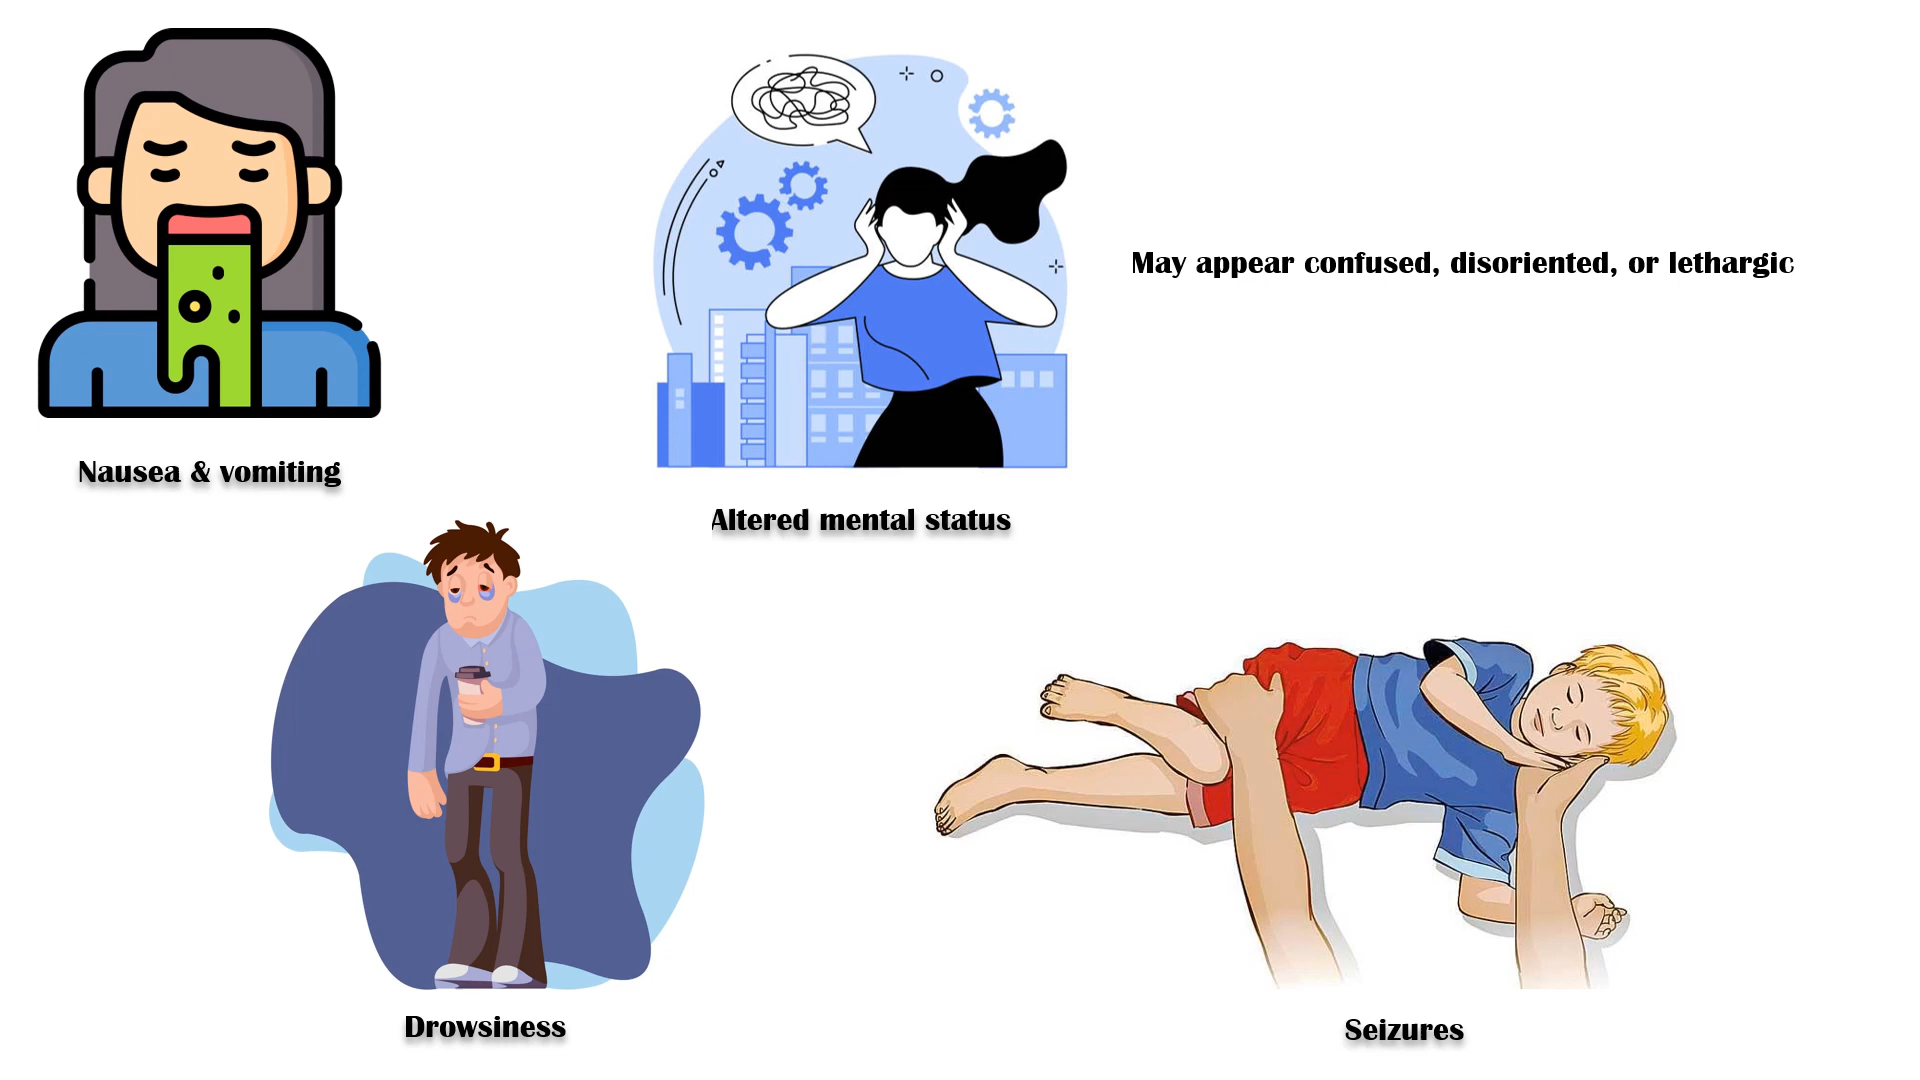 May appear confused, disoriented, or lethargic
Nausea & vomiting
Altered mental status
Drowsiness
Seizures